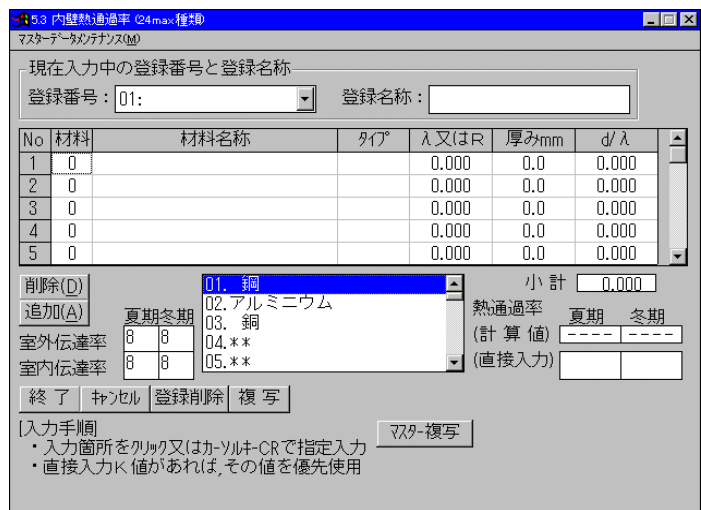 5.3 内壁熱通過率 (24max種類)
マスターデータメンテナンス(M)
現在入力中の登録番号と登録名称
登録番号： 01: 登録名称：
No 材料 材料名称 タイプ λ又はR 厚みmm d/λ
1 0 0.000 0.0 0.000
2 0 0.000 0.0 0.000
3 0 0.000 0.0 0.000
4 0 0.000 0.0 0.000
5 0 0.000 0.0 0.000
削除(D) 01. 鋼 小 計 0.000
追加(A) 夏期 冬期 02.アルミニウム 熱通過率 夏期 冬期
室外伝達率 8 8 03. 銅 (計 算 値) ---- ----
室内伝達率 8 8 04.** (直接入力)
05.**
終 了 キャンセル 登録削除 複 写
[入力手順] マスター複写
・入力箇所をクリック又はカーソルキーCRで指定入力
・直接入力K値があれば,その値を優先使用